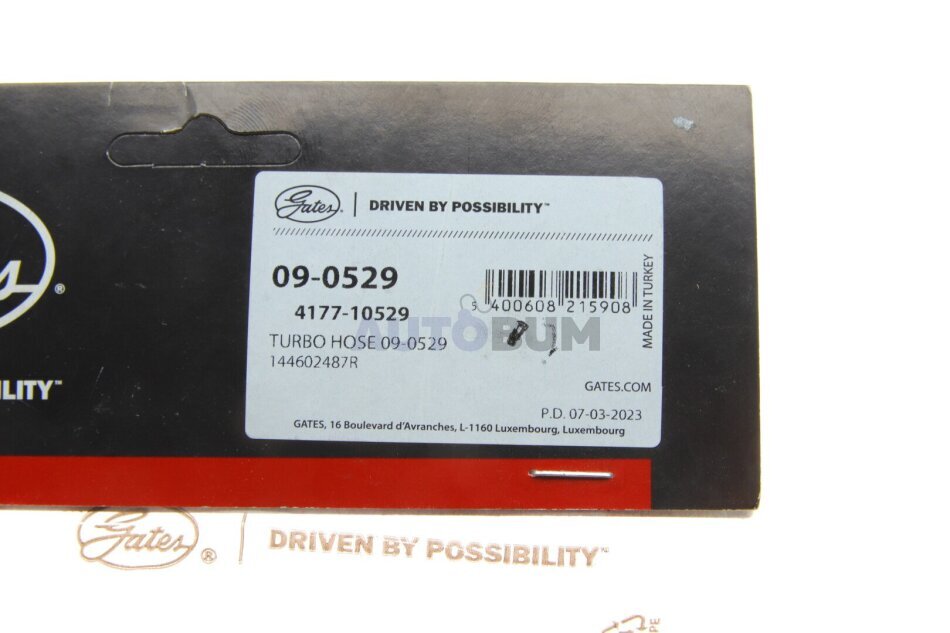 Gates® | DRIVEN BY POSSIBILITY™
09-0529
4177-10529
TURBO HOSE 09-0529
144602487R
5 400608 215908
MADE IN TURKEY
AUTOBUM
GATES.COM
P.D. 07-03-2023
GATES, 16 Boulevard d'Avranches, L-1160 Luxembourg, Luxembourg
®
ILITY™
Gates® | DRIVEN BY POSSIBILITY™
PE